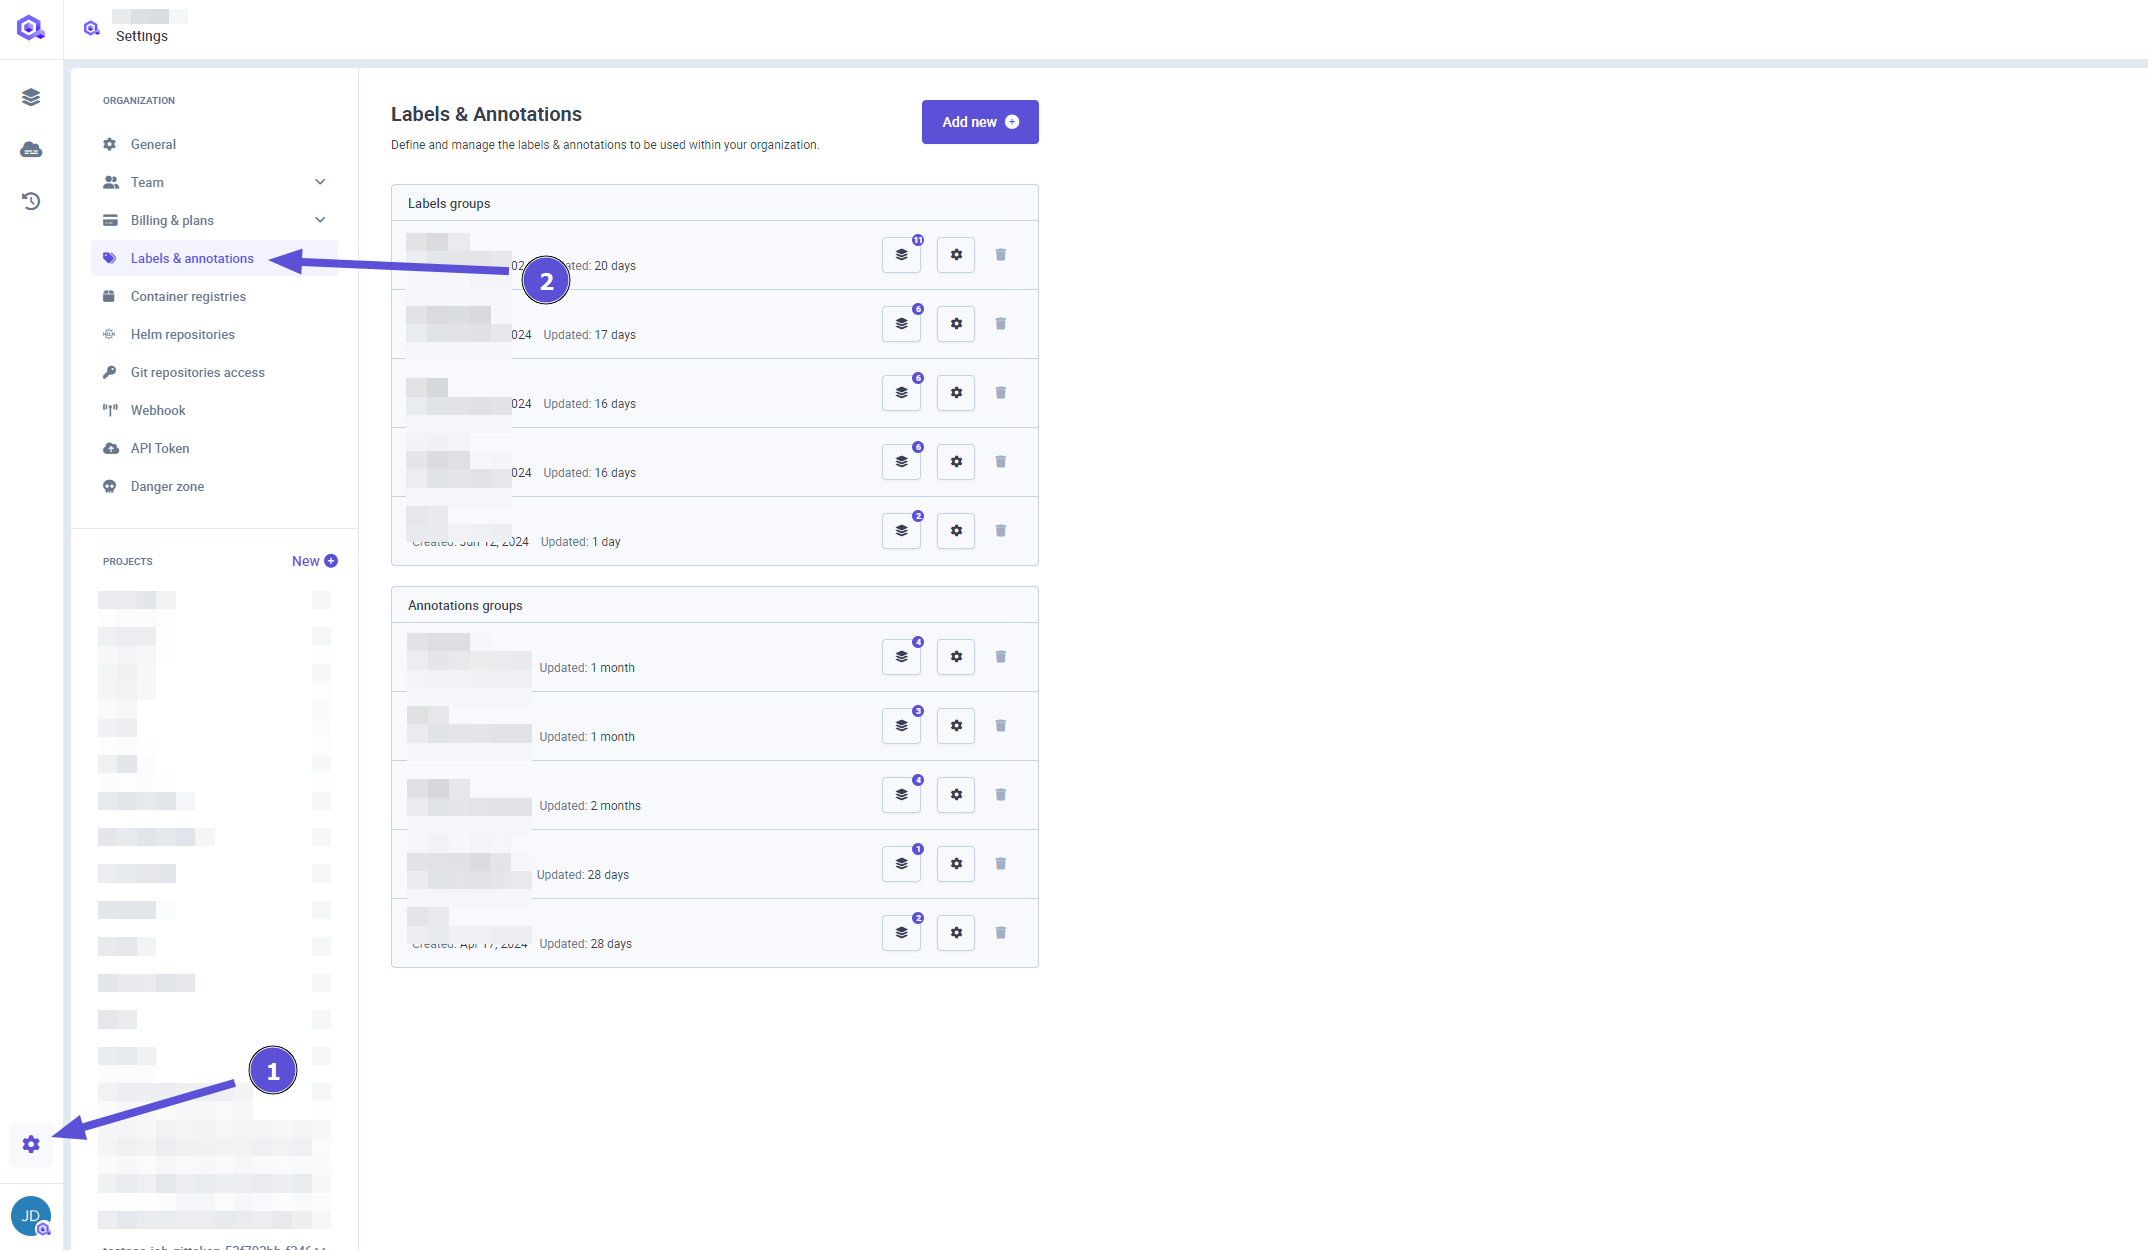 Settings
ORGANIZATION
General
Team
Billing & plans
Labels & annotations
Container registries
Helm repositories
Git repositories access
Webhook
API Token
Danger zone
PROJECTS
New
1
JD
Labels & Annotations
Define and manage the labels & annotations to be used within your organization.
Add new
Labels groups
2
20 days
11
024 Updated: 17 days
6
024 Updated: 16 days
6
024 Updated: 16 days
6
Created: Jun 12, 2024 Updated: 1 day
2
Annotations groups
Updated: 1 month
4
Updated: 1 month
3
Updated: 2 months
4
Updated: 28 days
1
Created: Apr 17, 2024 Updated: 28 days
2